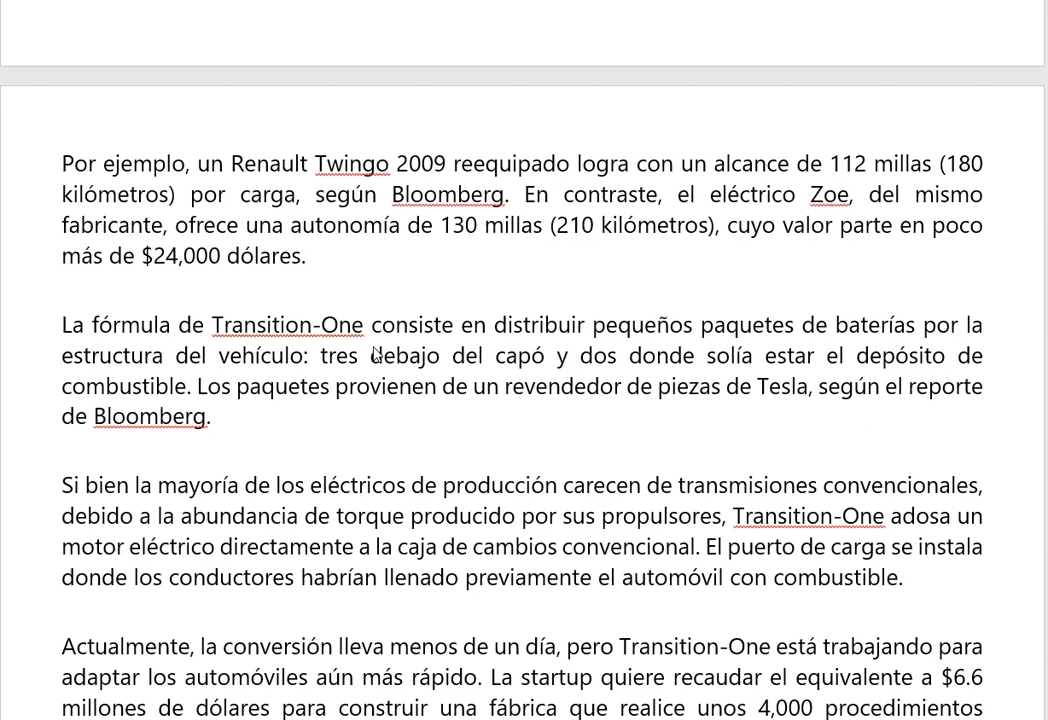 Por ejemplo, un Renault Twingo 2009 reequipado logra con un alcance de 112 millas (180
kilómetros) por carga, según Bloomberg. En contraste, el eléctrico Zoe, del mismo
fabricante, ofrece una autonomía de 130 millas (210 kilómetros), cuyo valor parte en poco
más de $24,000 dólares.
La fórmula de Transition-One consiste en distribuir pequeños paquetes de baterías por la
estructura del vehículo: tres debajo del capó y dos donde solía estar el depósito de
combustible. Los paquetes provienen de un revendedor de piezas de Tesla, según el reporte
de Bloomberg.
Si bien la mayoría de los eléctricos de producción carecen de transmisiones convencionales,
debido a la abundancia de torque producido por sus propulsores, Transition-One adosa un
motor eléctrico directamente a la caja de cambios convencional. El puerto de carga se instala
donde los conductores habrían llenado previamente el automóvil con combustible.
Actualmente, la conversión lleva menos de un día, pero Transition-One está trabajando para
adaptar los automóviles aún más rápido. La startup quiere recaudar el equivalente a $6.6
millones de dólares para construir una fábrica que realice unos 4,000 procedimientos